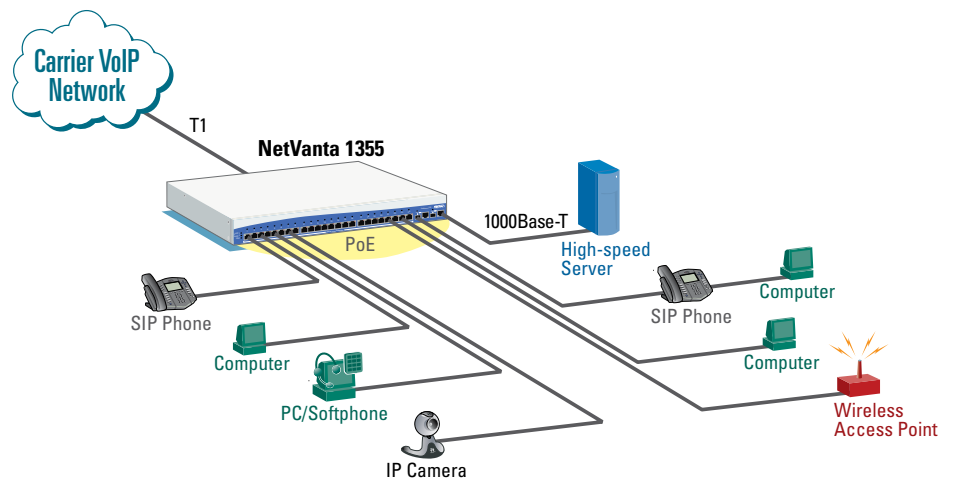 Carrier VoIP
Network
T1
NetVanta 1355
1000Base-T
PoE
High-speed
Server
SIP Phone
Computer
SIP Phone
Computer
Computer
PC/Softphone
Wireless
Access Point
IP Camera